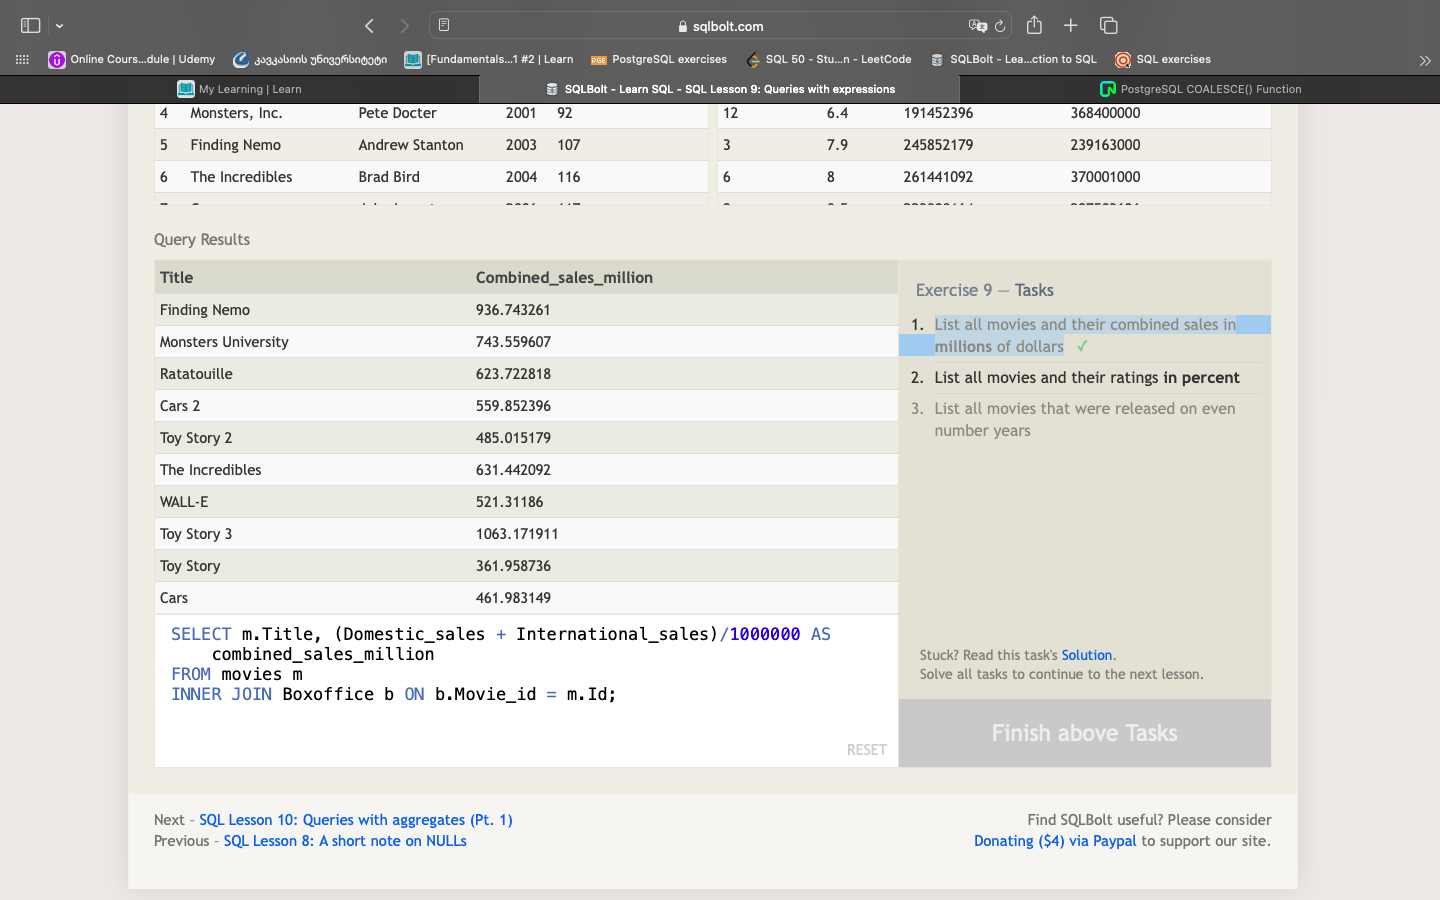 sqlbolt.com
Online Cours...dule | Udemy
კავკასიის უნივერსიტეტი
[Fundamentals...1 #2 | Learn
PGE PostgreSQL exercises
SQL 50 - Stu...n - LeetCode
SQLBolt - Lea...ction to SQL
SQL exercises
My Learning | Learn
SQLBolt - Learn SQL - SQL Lesson 9: Queries with expressions
PostgreSQL COALESCE() Function
4 Monsters, Inc. Pete Docter 2001 92 12 6.4 191452396 368400000
5 Finding Nemo Andrew Stanton 2003 107 3 7.9 245852179 239163000
6 The Incredibles Brad Bird 2004 116 6 8 261441092 370001000
Query Results
Title Combined_sales_million
Finding Nemo 936.743261
Monsters University 743.559607
Ratatouille 623.722818
Cars 2 559.852396
Toy Story 2 485.015179
The Incredibles 631.442092
WALL-E 521.31186
Toy Story 3 1063.171911
Toy Story 361.958736
Cars 461.983149
Exercise 9 — Tasks
1. List all movies and their combined sales in
millions of dollars ✓
2. List all movies and their ratings in percent
3. List all movies that were released on even
number years
SELECT m.Title, (Domestic_sales + International_sales)/1000000 AS
combined_sales_million
FROM movies m
INNER JOIN Boxoffice b ON b.Movie_id = m.Id;
RESET
Stuck? Read this task's Solution.
Solve all tasks to continue to the next lesson.
Finish above Tasks
Next – SQL Lesson 10: Queries with aggregates (Pt. 1)
Previous – SQL Lesson 8: A short note on NULLs
Find SQLBolt useful? Please consider
Donating ($4) via Paypal to support our site.